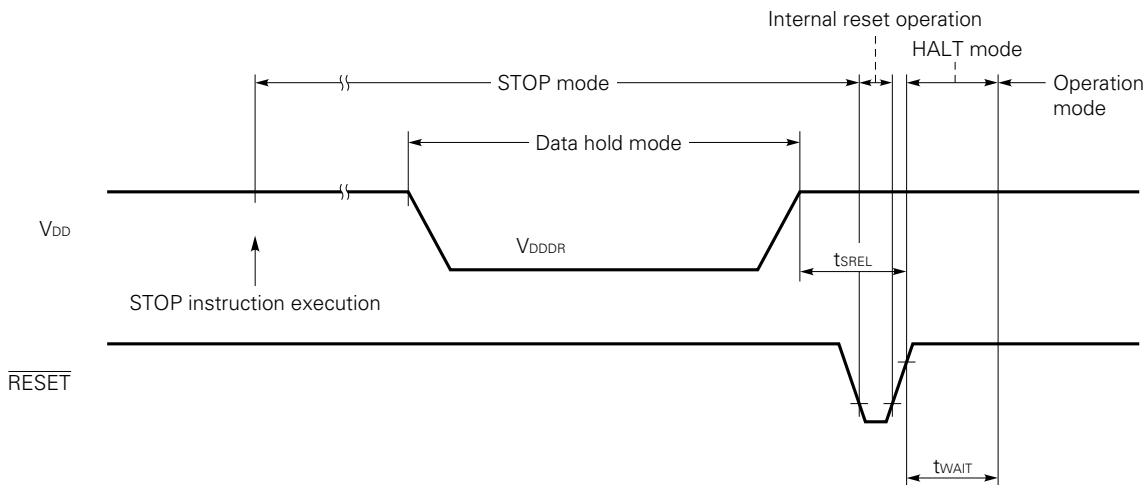 Internal reset operation
HALT mode
STOP mode
Operation
mode
Data hold mode
VDD
VDDDR
tSREL
STOP instruction execution
RESET
tWAIT